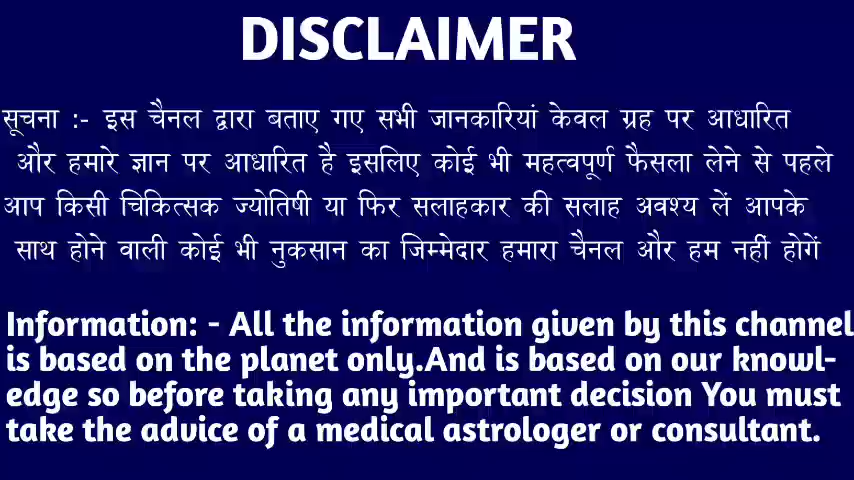 DISCLAIMER
सूचना :- इस चैनल द्वारा बताए गए सभी जानकारियां केवल ग्रह पर आधारित
और हमारे ज्ञान पर आधारित है इसलिए कोई भी महत्वपूर्ण फैसला लेने से पहले
आप किसी चिकित्सक ज्योतिषी या फिर सलाहकार की सलाह अवश्य लें आपके
साथ होने वाली कोई भी नुकसान का जिम्मेदार हमारा चैनल और हम नहीं होगें
Information: - All the information given by this channel
is based on the planet only.And is based on our knowl-
edge so before taking any important decision You must
take the advice of a medical astrologer or consultant.